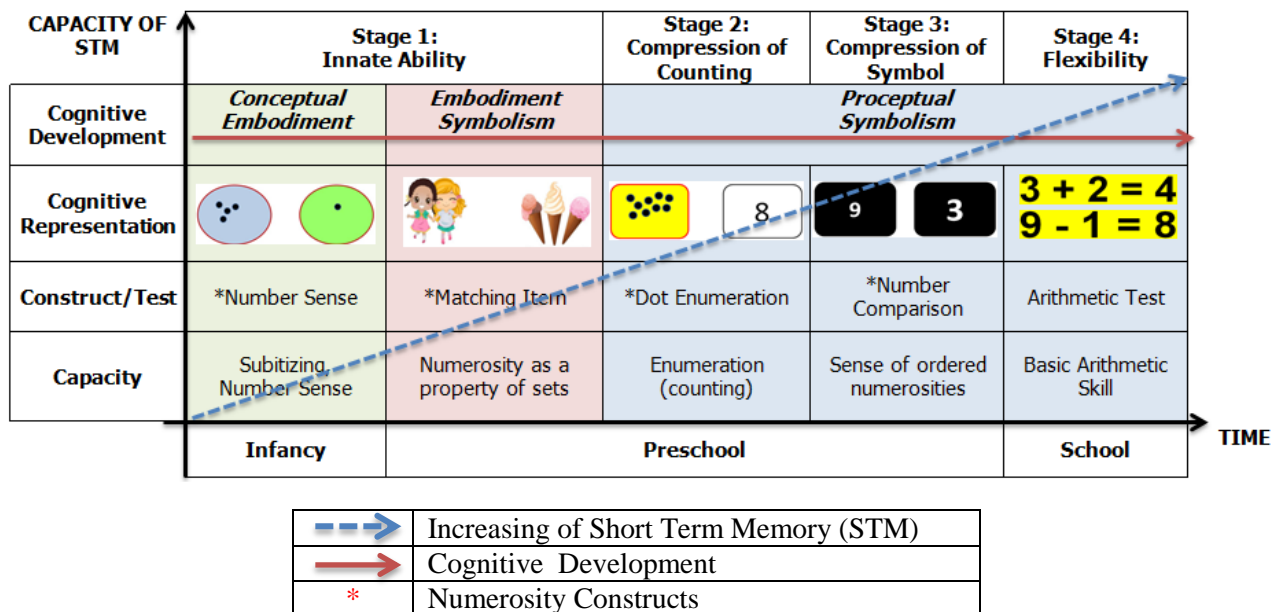 CAPACITY OF
STM
Stage 1:
Innate Ability
Stage 2:
Compression of
Counting
Stage 3:
Compression of
Symbol
Stage 4:
Flexibility
Cognitive
Development
Conceptual
Embodiment
Embodiment
Symbolism
Proceptual
Symbolism
Cognitive
Representation
8
9
3
3 + 2 = 4
9 - 1 = 8
Construct/Test
*Number Sense
*Matching Item
*Dot Enumeration
*Number
Comparison
Arithmetic Test
Capacity
Subitizing,
Number Sense
Numerosity as a
property of sets
Enumeration
(counting)
Sense of ordered
numerosities
Basic Arithmetic
Skill
Infancy
Preschool
School
TIME
Increasing of Short Term Memory (STM)
Cognitive Development
* Numerosity Constructs